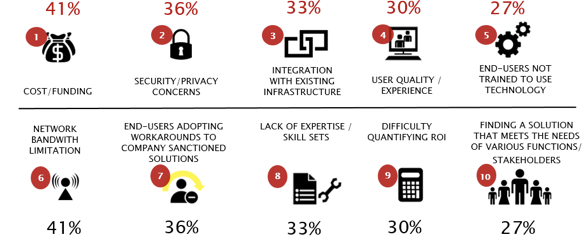 41%
36%
33%
30%
27%
1
2
3
4
5
COST/FUNDING
SECURITY/PRIVACY
CONCERNS
INTEGRATION
WITH EXISTING
INFRASTRUCTURE
USER QUALITY /
EXPERIENCE
END-USERS NOT
TRAINED TO USE
TECHNOLOGY
NETWORK
BANDWITH
LIMITATION
END-USERS ADOPTING
WORKAROUNDS TO
COMPANY SANCTIONED
SOLUTIONS
LACK OF EXPERTISE /
SKILL SETS
DIFFICULTY
QUANTIFYING ROI
FINDING A SOLUTION
THAT MEETS THE NEEDS
OF VARIOUS FUNCTIONS/
STAKEHOLDERS
6
7
8
9
10
41%
36%
33%
30%
27%